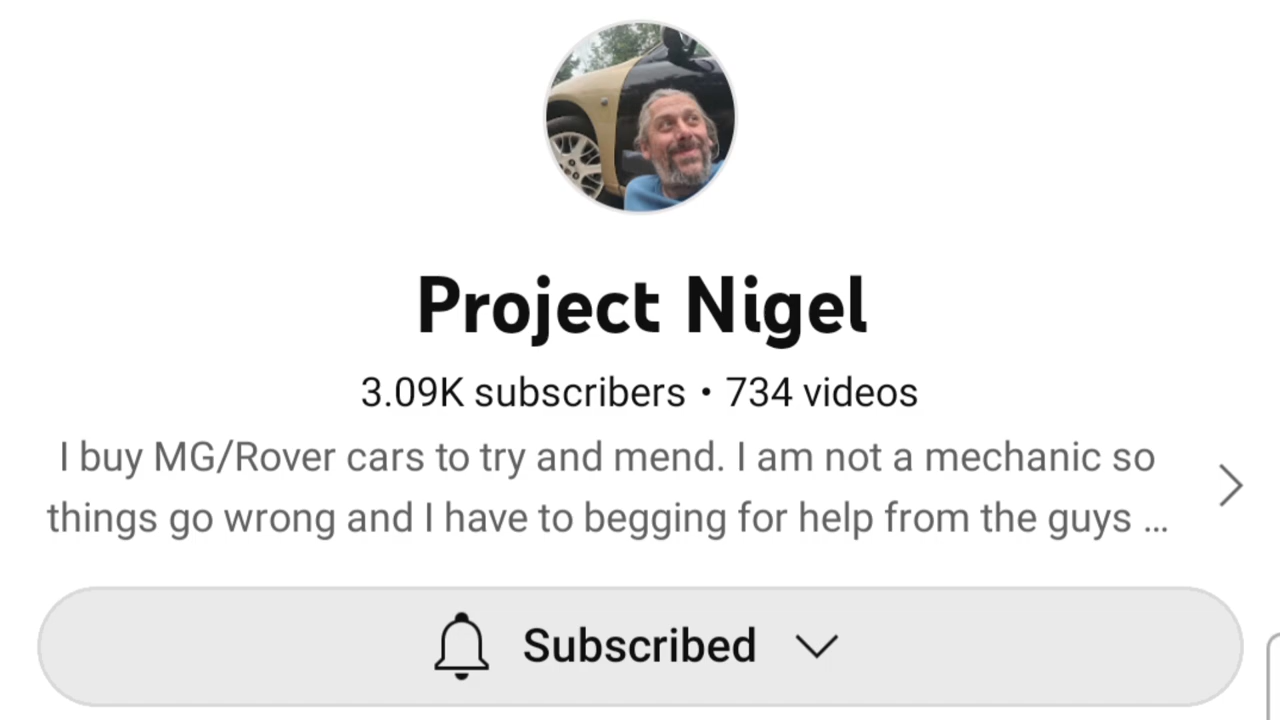 Project Nigel
3.09K subscribers • 734 videos
I buy MG/Rover cars to try and mend. I am not a mechanic so
things go wrong and I have to begging for help from the guys ...
Subscribed